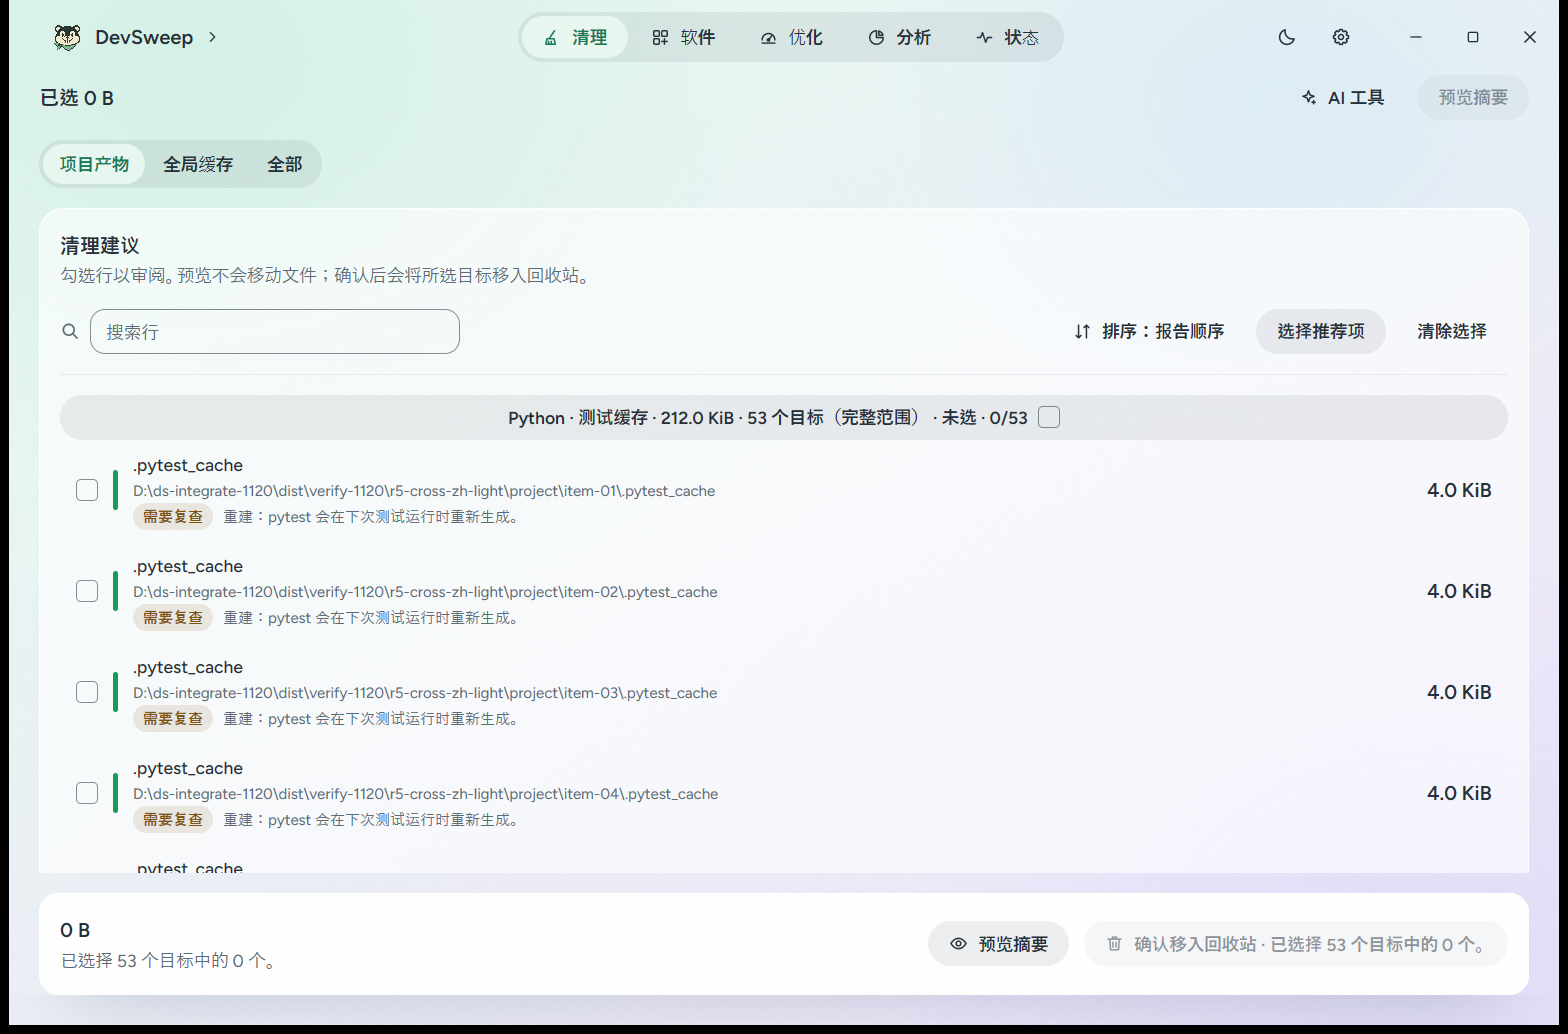 DevSweep
清理
软件
优化
分析
状态
已选 0 B
AI 工具
预览摘要
项目产物
全局缓存
全部
清理建议
勾选行以审阅。预览不会移动文件；确认后会将所选目标移入回收站。
搜索行
排序：报告顺序
选择推荐项
清除选择
Python · 测试缓存 · 212.0 KiB · 53 个目标（完整范围） · 未选 · 0/53
.pytest_cache
D:\ds-integrate-1120\dist\verify-1120\r5-cross-zh-light\project\item-01\.pytest_cache
4.0 KiB
需要复查 重建：pytest 会在下次测试运行时重新生成。
.pytest_cache
D:\ds-integrate-1120\dist\verify-1120\r5-cross-zh-light\project\item-02\.pytest_cache
4.0 KiB
需要复查 重建：pytest 会在下次测试运行时重新生成。
.pytest_cache
D:\ds-integrate-1120\dist\verify-1120\r5-cross-zh-light\project\item-03\.pytest_cache
4.0 KiB
需要复查 重建：pytest 会在下次测试运行时重新生成。
.pytest_cache
D:\ds-integrate-1120\dist\verify-1120\r5-cross-zh-light\project\item-04\.pytest_cache
4.0 KiB
需要复查 重建：pytest 会在下次测试运行时重新生成。
.pytest_cache
0 B
已选择 53 个目标中的 0 个。
预览摘要
确认移入回收站 · 已选择 53 个目标中的 0 个。